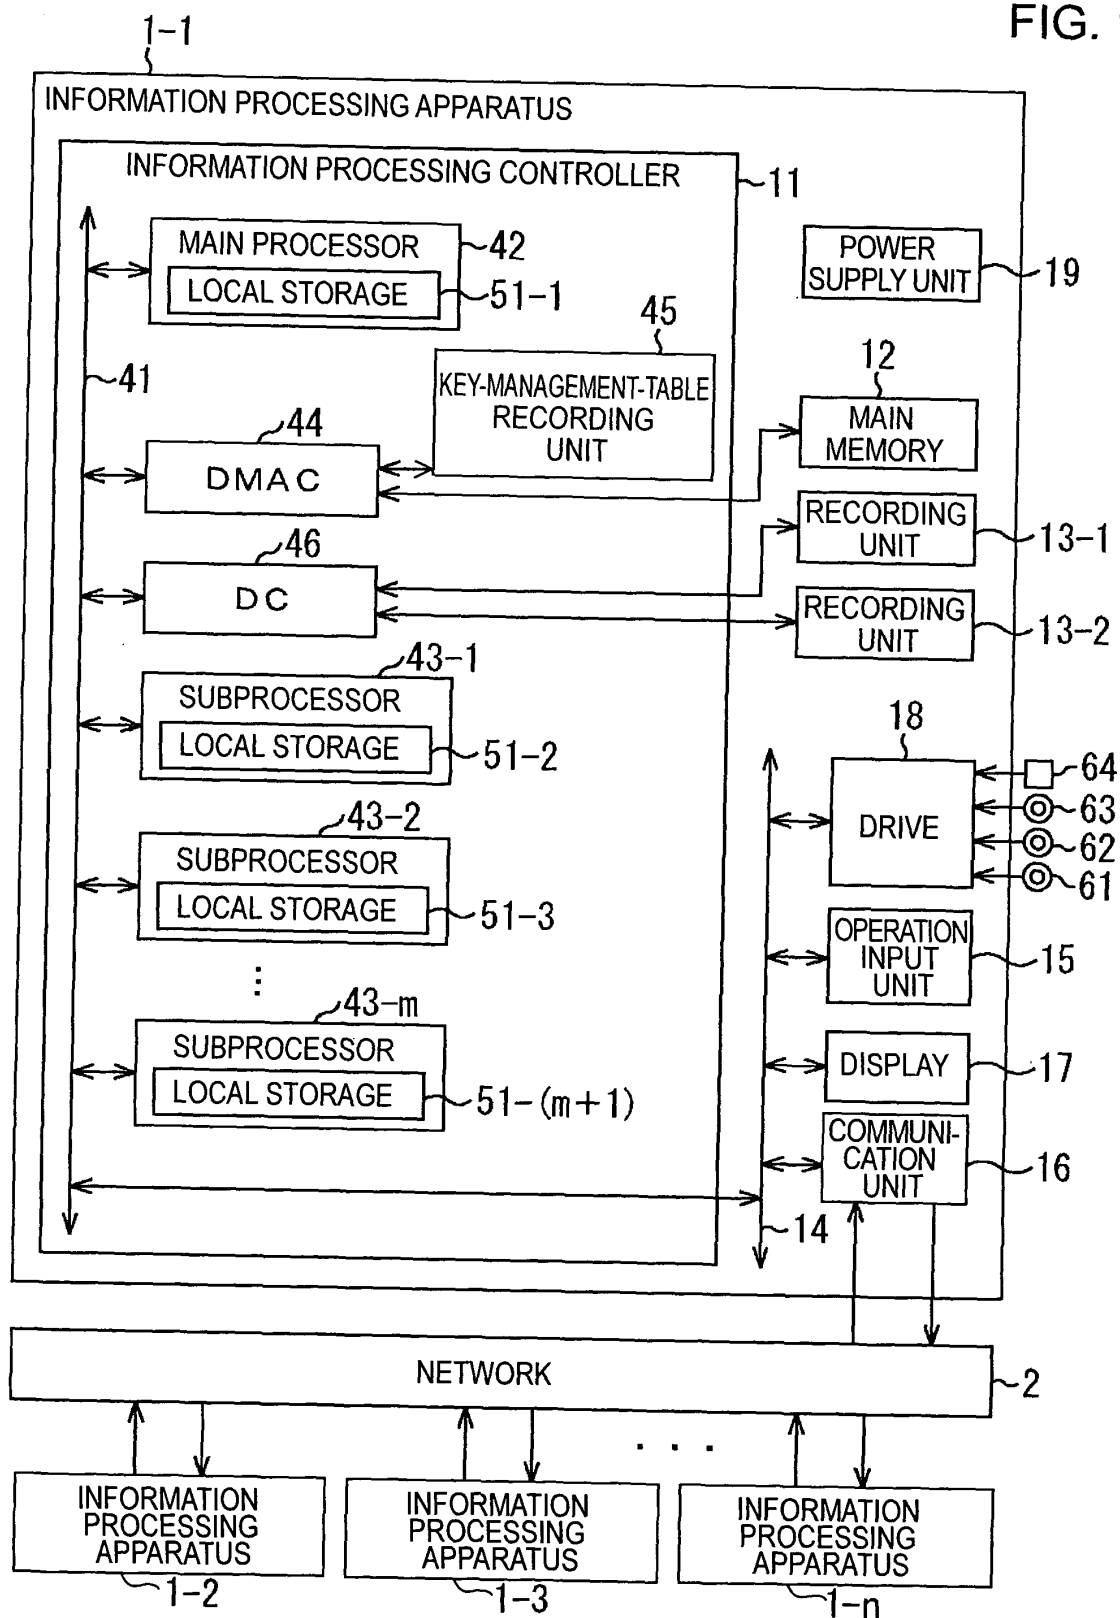 FIG.
1-1
INFORMATION PROCESSING APPARATUS
INFORMATION PROCESSING CONTROLLER
11
MAIN PROCESSOR
42
LOCAL STORAGE
51-1
POWER
SUPPLY UNIT
19
45
41
KEY-MANAGEMENT-TABLE
RECORDING
UNIT
12
MAIN
MEMORY
44
DMAC
RECORDING
UNIT
13-1
46
DC
RECORDING
UNIT
13-2
43-1
SUBPROCESSOR
LOCAL STORAGE
51-2
18
DRIVE
64
63
62
61
43-2
SUBPROCESSOR
LOCAL STORAGE
51-3
OPERATION
INPUT
UNIT
15
43-m
SUBPROCESSOR
LOCAL STORAGE
51-(m+1)
DISPLAY
17
COMMUNI-
CATION
UNIT
16
14
NETWORK
2
INFORMATION
PROCESSING
APPARATUS
1-2
INFORMATION
PROCESSING
APPARATUS
1-3
. . .
INFORMATION
PROCESSING
APPARATUS
1-n